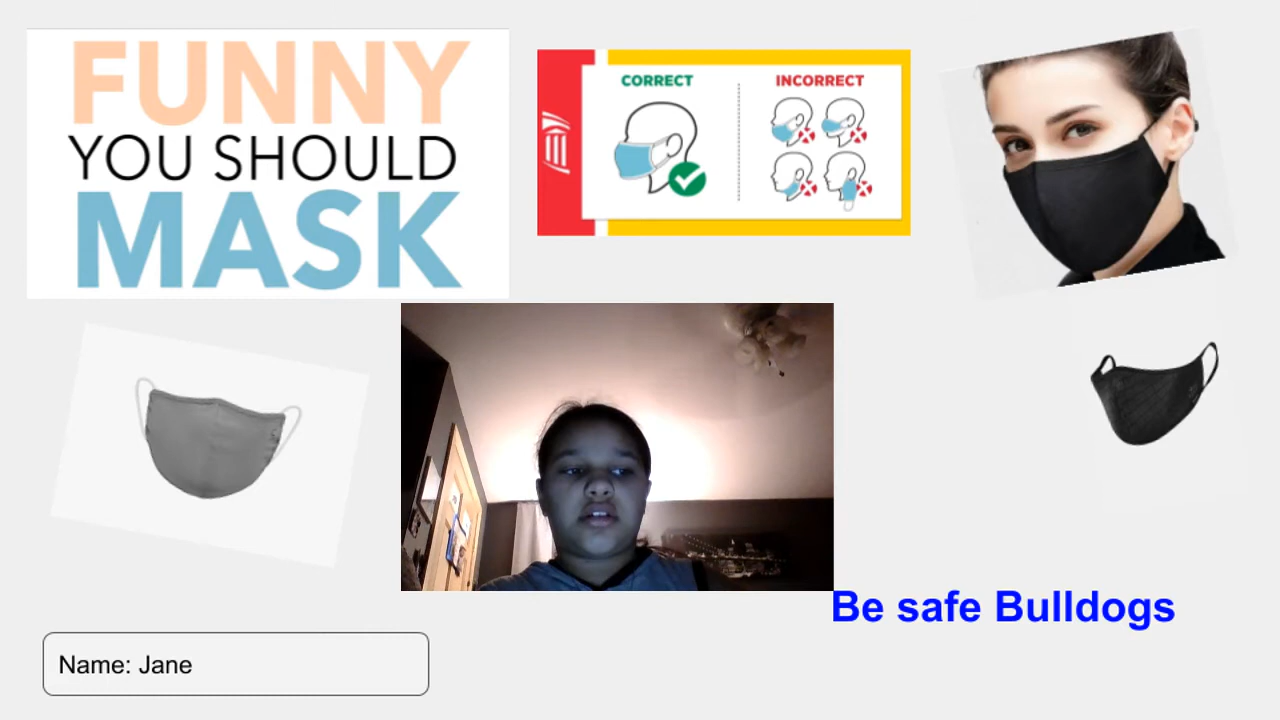 FUNNY
YOU SHOULD
MASK
CORRECT
INCORRECT
Be safe Bulldogs
Name: Jane